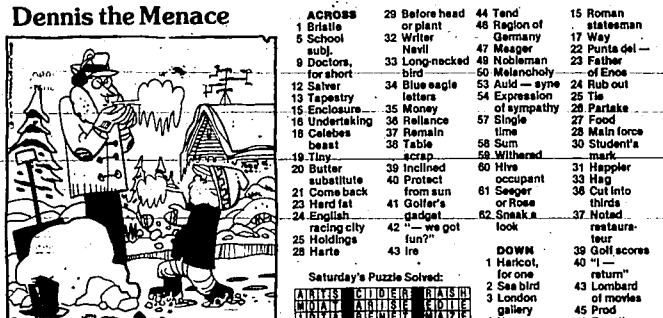 Dennis the Menace
ACROSS
1 Bristle
5 School
subj.
9 Doctors,
for short
12 Salver
13 Tapestry
15 Enclosure
16 Undertaking
18 Celebes
beast
19 Tiny
20 Butter
substitute
21 Come back
23 Hard fat
24 English
racing city
25 Holdings
28 Harte
29 Before head
or plant
32 Writer
Nevil
33 Long-necked
bird
34 Blue eagle
letters
35 Money
36 Reliance
37 Remain
38 Table
scrap
39 Inclined
40 Protect
from sun
41 Golfer's
gadget
42 "— we got
fun?"
43 Ire
Saturday's Puzzle Solved:
ARTS CIDER RASH
MOAT ARISE EDIE
44 Tend
46 Region of
Germany
47 Meager
49 Nobleman
50 Melancholy
53 Auld — syne
54 Expression
of sympathy
57 Single
time
58 Sum
59 Withered
60 Hive
occupant
61 Seeger
or Rose
62 Sneak a
look
DOWN
1 Haricot,
for one
2 Sea bird
3 London
gallery
15 Roman
statesman
17 Way
22 Punta del —
23 Father
of Enos
24 Rub out
25 Tie
26 Partake
27 Food
28 Main force
30 Student's
mark
31 Happier
33 Hag
36 Cut into
thirds
37 Noted
restaura-
teur
39 Golf scores
40 "I —
return"
43 Lombard
of movies
45 Prod